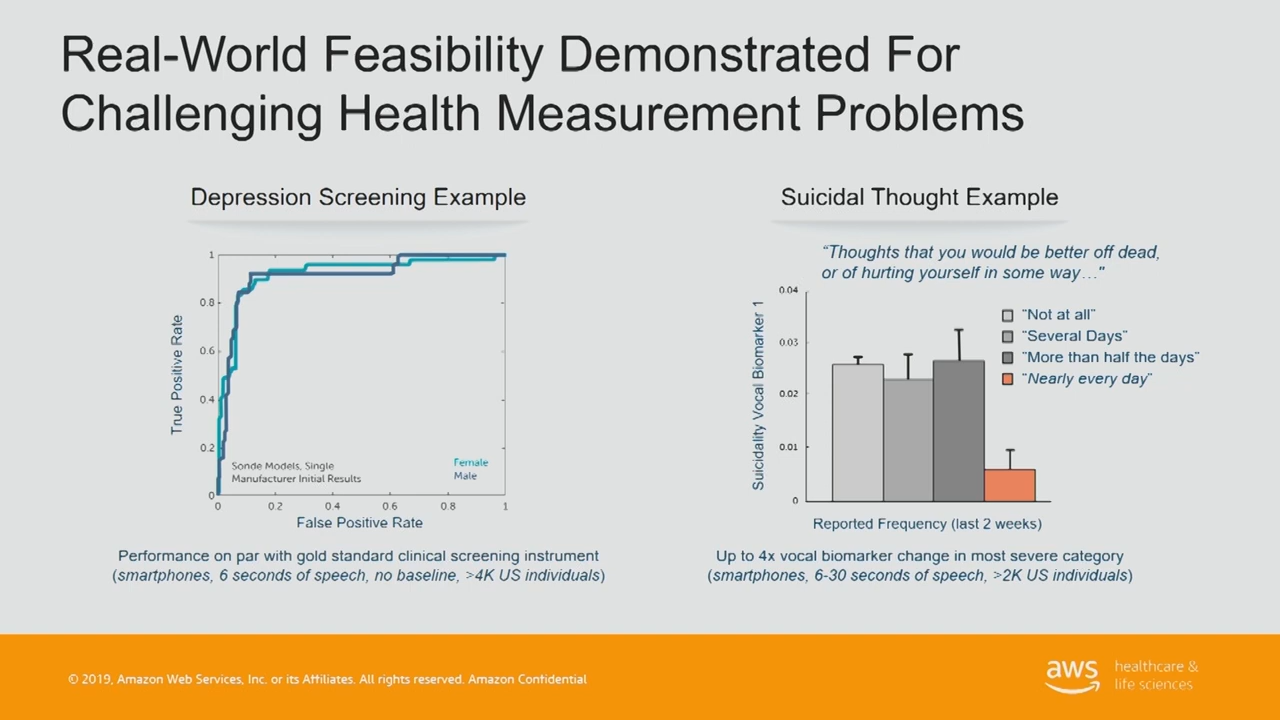 Real-World Feasibility Demonstrated For
Challenging Health Measurement Problems
Depression Screening Example
True Positive Rate
1
0.8
0.6
0.4
0.2
0
Sonde Models, Single
Manufacturer Initial Results
Female
Male
0 0.2 0.4 0.6 0.8 1
False Positive Rate
Performance on par with gold standard clinical screening instrument
(smartphones, 6 seconds of speech, no baseline, >4K US individuals)
Suicidal Thought Example
“Thoughts that you would be better off dead,
or of hurting yourself in some way…"
Suicidality Vocal Biomarker 1
0.04
0.03
0.02
0.01
0
"Not at all"
"Several Days"
"More than half the days"
"Nearly every day"
Reported Frequency (last 2 weeks)
Up to 4x vocal biomarker change in most severe category
(smartphones, 6-30 seconds of speech, >2K US individuals)
© 2019, Amazon Web Services, Inc. or its Affiliates. All rights reserved. Amazon Confidential
aws
healthcare &
life sciences